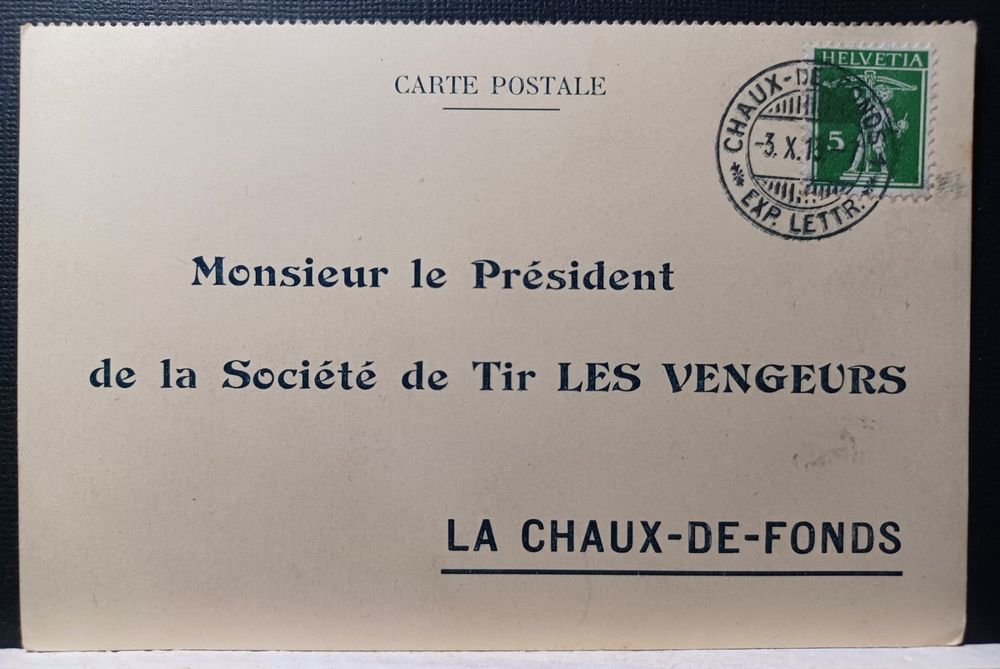 CARTE POSTALE
HELVETIA
5
CHAUX-DE-
-3. X. 
EXP. LETTR.
Monsieur le Président
de la Société de Tir LES VENGEURS
LA CHAUX-DE-FONDS